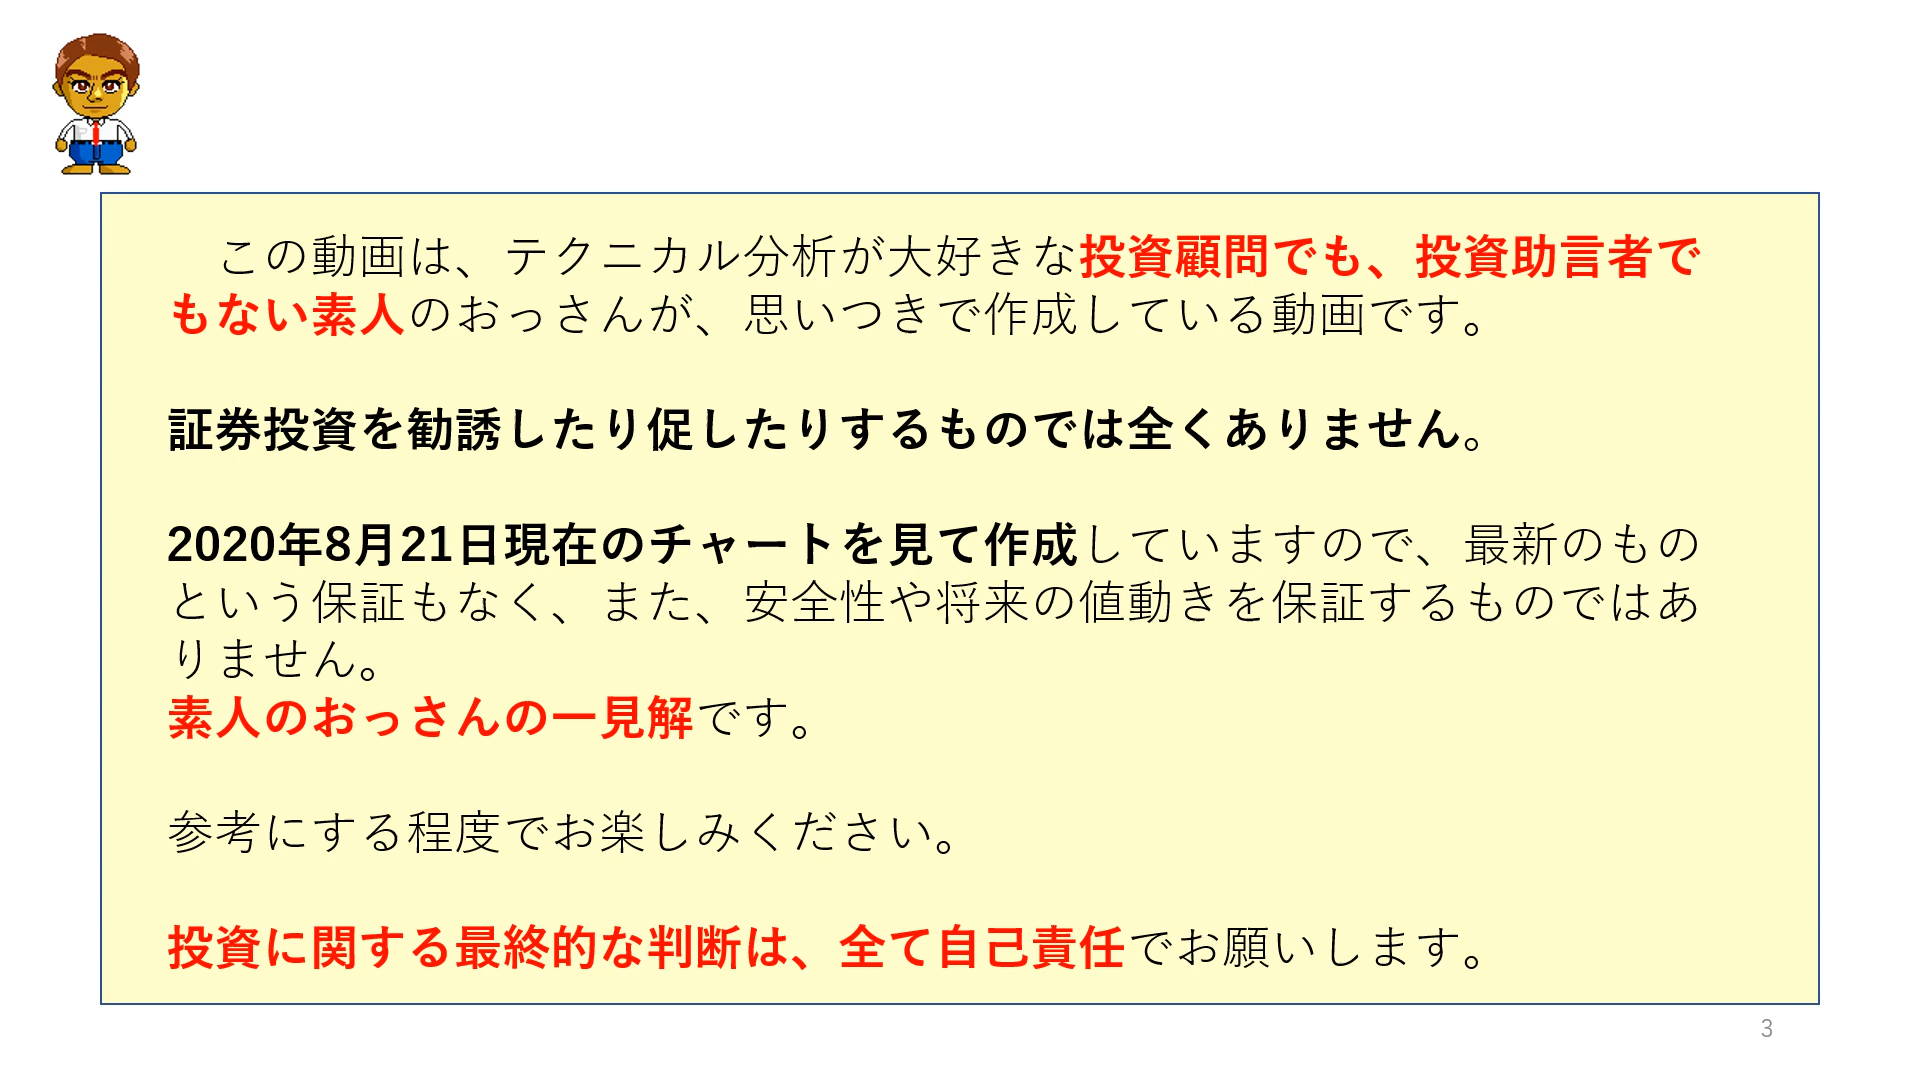 この動画は、テクニカル分析が大好きな投資顧問でも、投資助言者で
もない素人のおっさんが、思いつきで作成している動画です。
証券投資を勧誘したり促したりするものでは全くありません。
2020年8月21日現在のチャートを見て作成していますので、最新のもの
という保証もなく、また、安全性や将来の値動きを保証するものではあ
りません。
素人のおっさんの一見解です。
参考にする程度でお楽しみください。
投資に関する最終的な判断は、全て自己責任でお願いします。
3